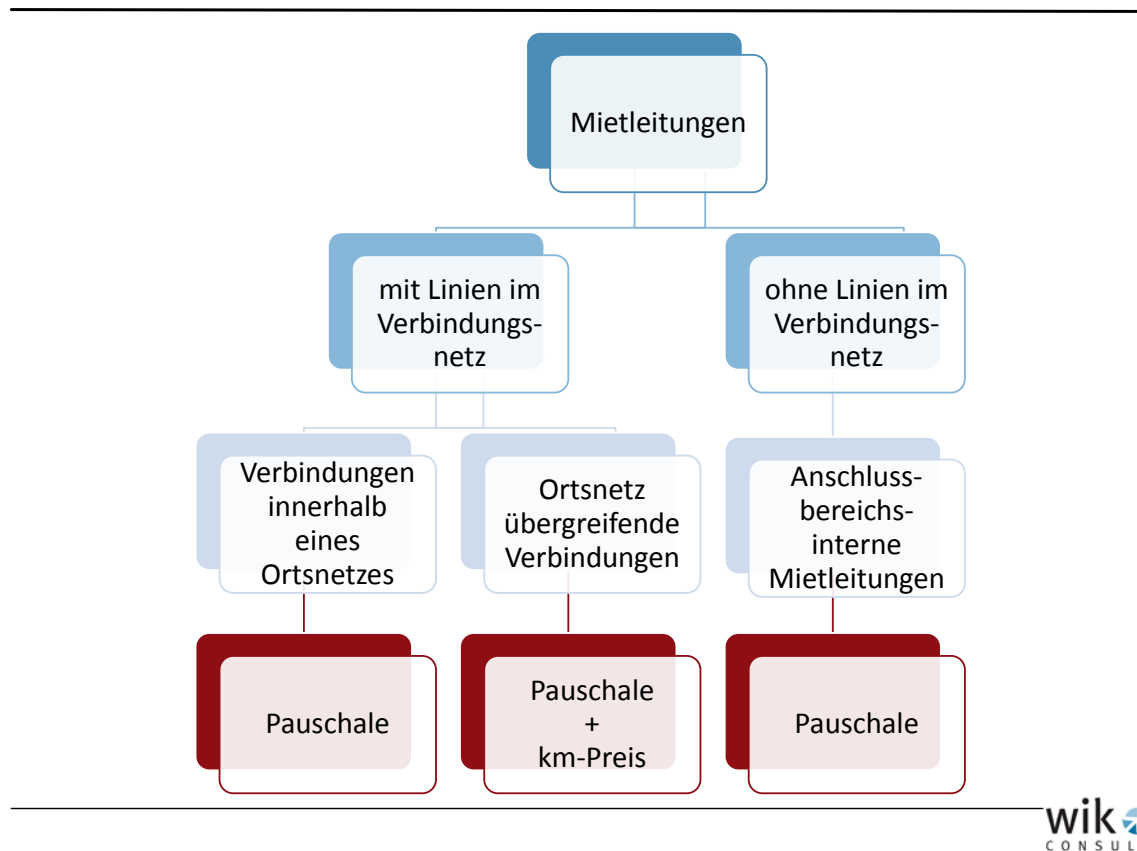 Mietleitungen
mit Linien im
Verbindungs-
netz
ohne Linien im
Verbindungs-
netz
Verbindungen
innerhalb
eines
Ortsnetzes
Ortsnetz
übergreifende
Verbindungen
Anschluss-
bereichs-
interne
Mietleitungen
Pauschale
Pauschale
+
km-Preis
Pauschale
wik
CONSUL